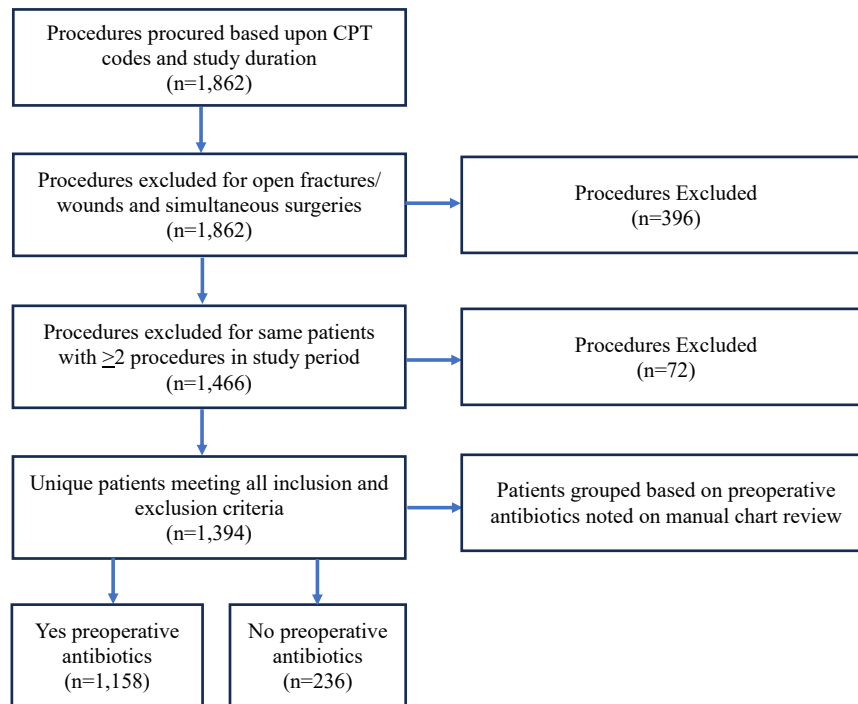 Procedures procured based upon CPT
codes and study duration
(n=1,862)
Procedures excluded for open fractures/
wounds and simultaneous surgeries
(n=1,862)
Procedures Excluded
(n=396)
Procedures excluded for same patients
with ≥2 procedures in study period
(n=1,466)
Procedures Excluded
(n=72)
Unique patients meeting all inclusion and
exclusion criteria
(n=1,394)
Patients grouped based on preoperative
antibiotics noted on manual chart review
Yes preoperative
antibiotics
(n=1,158)
No preoperative
antibiotics
(n=236)